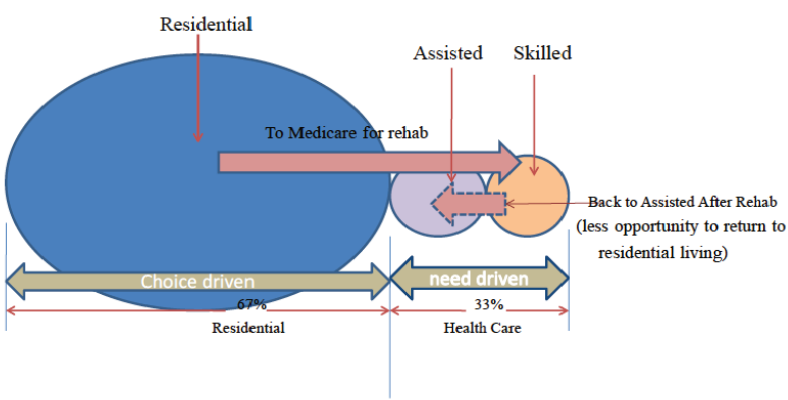 Residential
Assisted
Skilled
To Medicare for rehab
Back to Assisted After Rehab
(less opportunity to return to
residential living)
Choice driven
need driven
67%
33%
Residential
Health Care